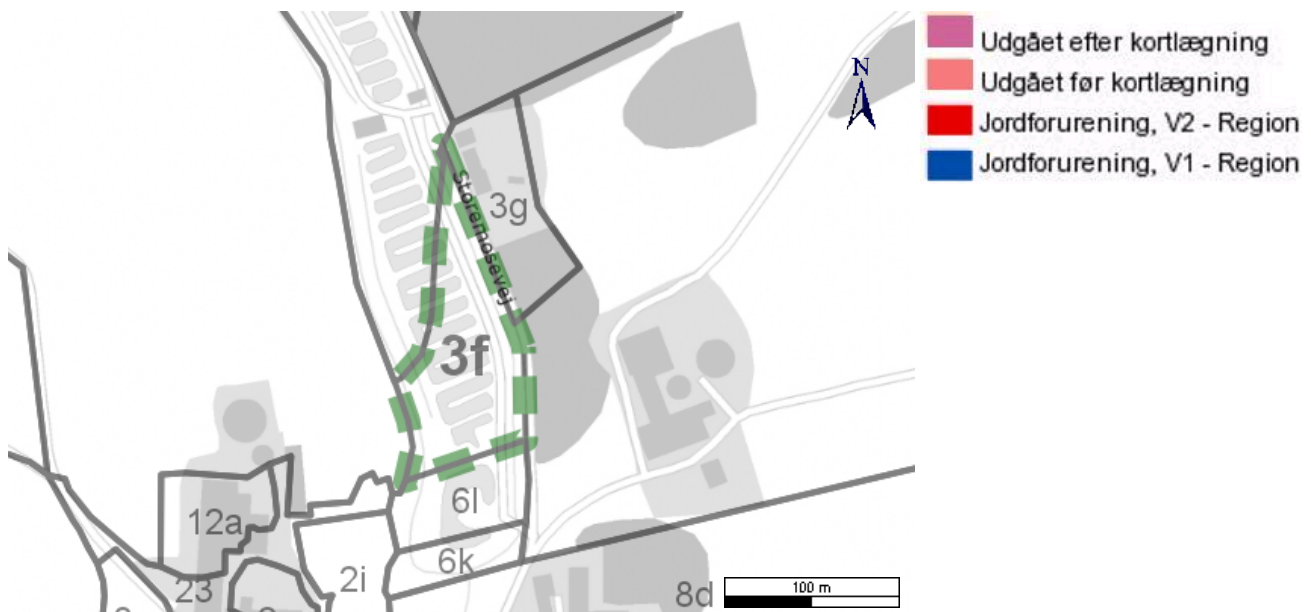 Udgået efter kortlægning
Udgået før kortlægning
Jordforurening, V2 - Region
Jordforurening, V1 - Region
N
Storemosevej
3g
3f
6l
12a
6k
2i
23
8d
100 m